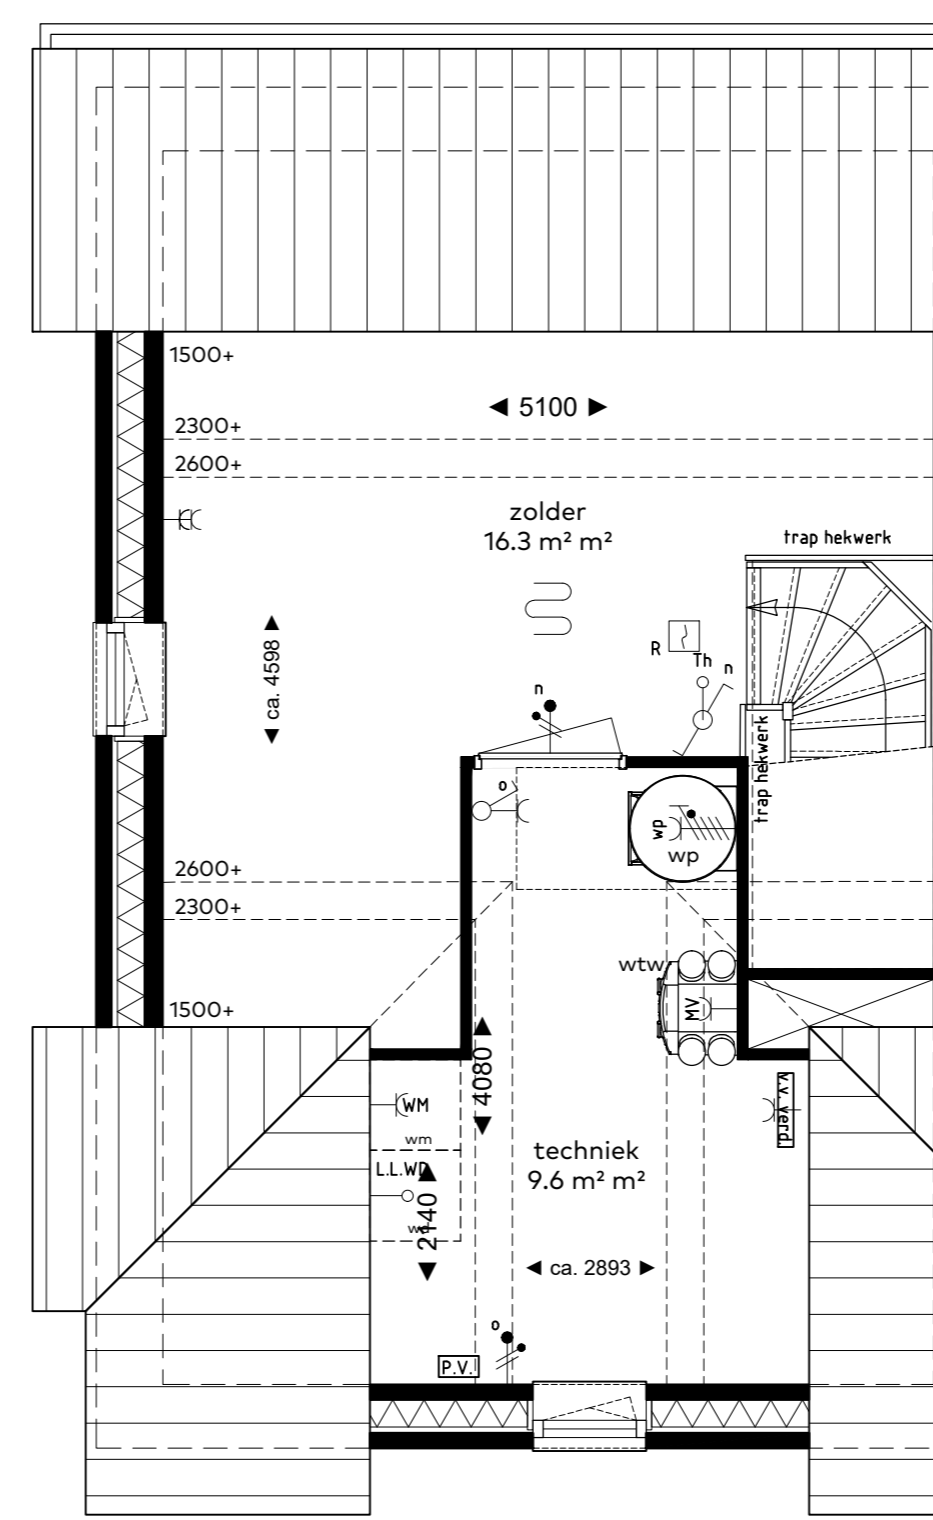 1500+
◄ 5100 ►
2300+
2600+
zolder
16.3 m² m²
trap hekwerk
◄ ca. 4598 ►
R
Th
n
n
trap hekwerk
o
wp
wp
2600+
2300+
wtw
MV
1500+
◄ 4080 ►
WM
v.v. verd.
wm
techniek
9.6 m² m²
L.L.WD
◄ 2140 ►
◄ ca. 2893 ►
o
P.V.